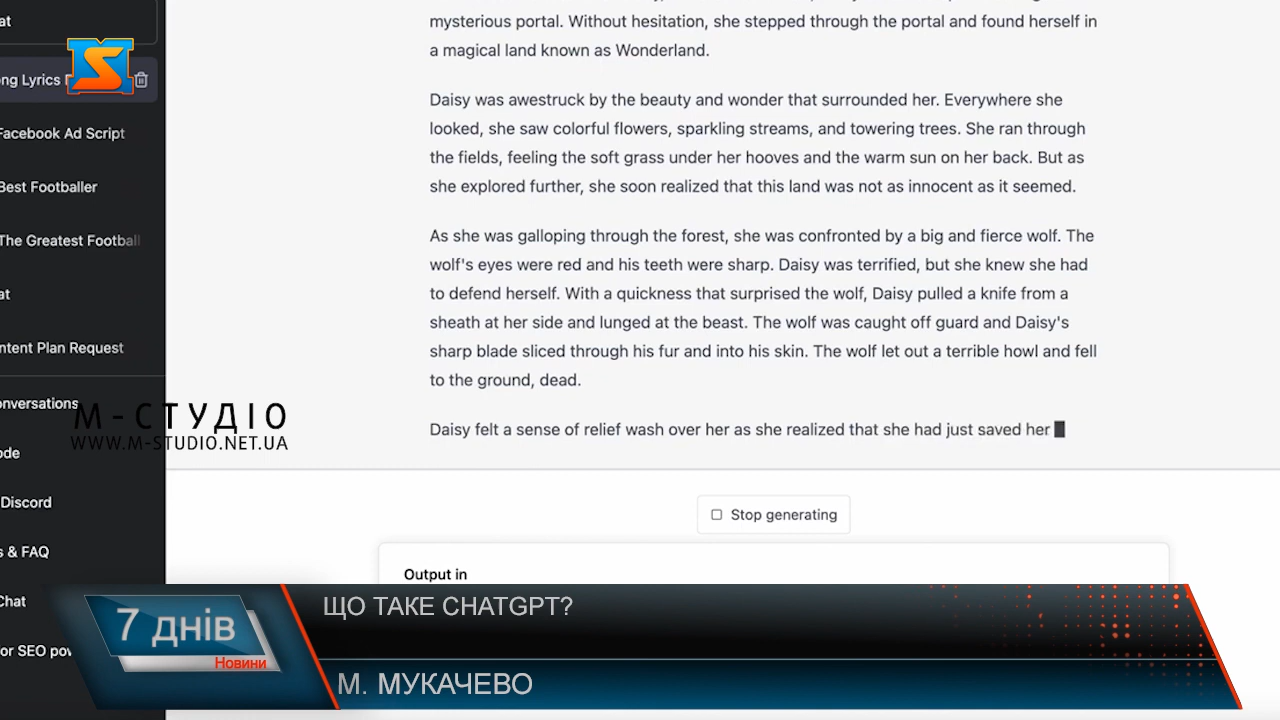 mysterious portal. Without hesitation, she stepped through the portal and found herself in
a magical land known as Wonderland.
Daisy was awestruck by the beauty and wonder that surrounded her. Everywhere she
looked, she saw colorful flowers, sparkling streams, and towering trees. She ran through
the fields, feeling the soft grass under her hooves and the warm sun on her back. But as
she explored further, she soon realized that this land was not as innocent as it seemed.
As she was galloping through the forest, she was confronted by a big and fierce wolf. The
wolf's eyes were red and his teeth were sharp. Daisy was terrified, but she knew she had
to defend herself. With a quickness that surprised the wolf, Daisy pulled a knife from a
sheath at her side and lunged at the beast. The wolf was caught off guard and Daisy's
sharp blade sliced through his fur and into his skin. The wolf let out a terrible howl and fell
to the ground, dead.
Daisy felt a sense of relief wash over her as she realized that she had just saved her
Stop generating
Output in
at
ng Lyrics
Facebook Ad Script
Best Footballer
The Greatest Football
at
ntent Plan Request
onversations
ode
Discord
s & FAQ
Chat
or SEO pow
М-СТУДІО
WWW.M-STUDIO.NET.UA
7 днів
Новини
ЩО ТАКЕ CHATGPT?
М. МУКАЧЕВО